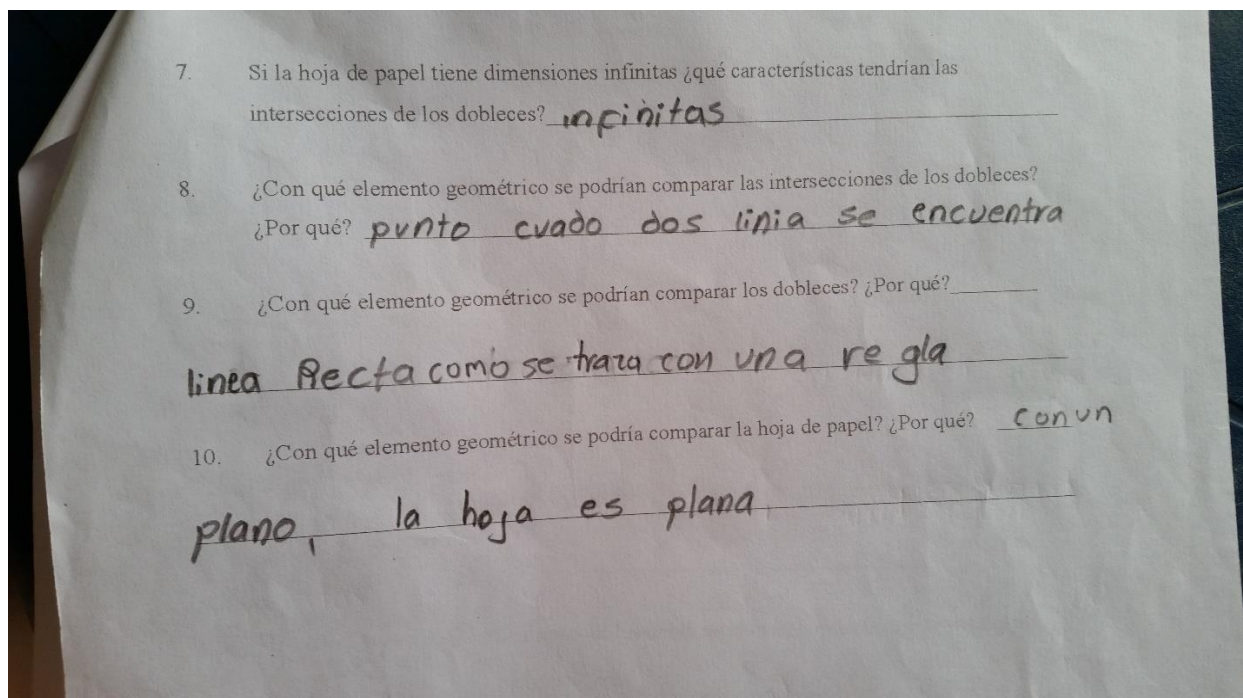 7. Si la hoja de papel tiene dimensiones infinitas ¿qué características tendrían las
intersecciones de los dobleces? infinitas
8. ¿Con qué elemento geométrico se podrían comparar las intersecciones de los dobleces?
¿Por qué? punto cuado dos linia se encuentra
9. ¿Con qué elemento geométrico se podrían comparar los dobleces? ¿Por qué?
linea Recta como se traza con una regla
10. ¿Con qué elemento geométrico se podría comparar la hoja de papel? ¿Por qué? con un
plano, la hoja es plana